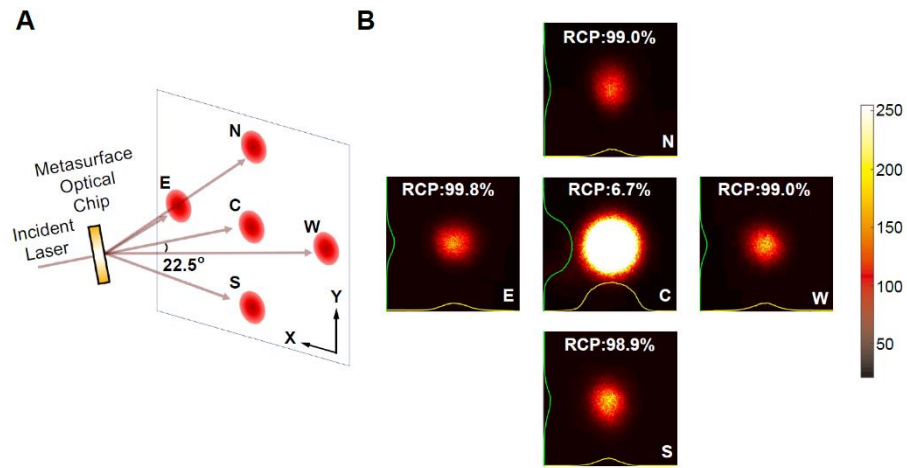 A
B
Metasurface
Optical
Chip
Incident
Laser
N
E
C
W
S
22.5°
Y
X
RCP:99.0%
N
RCP:99.8%
E
RCP:6.7%
C
RCP:99.0%
W
RCP:98.9%
S
250
200
150
100
50